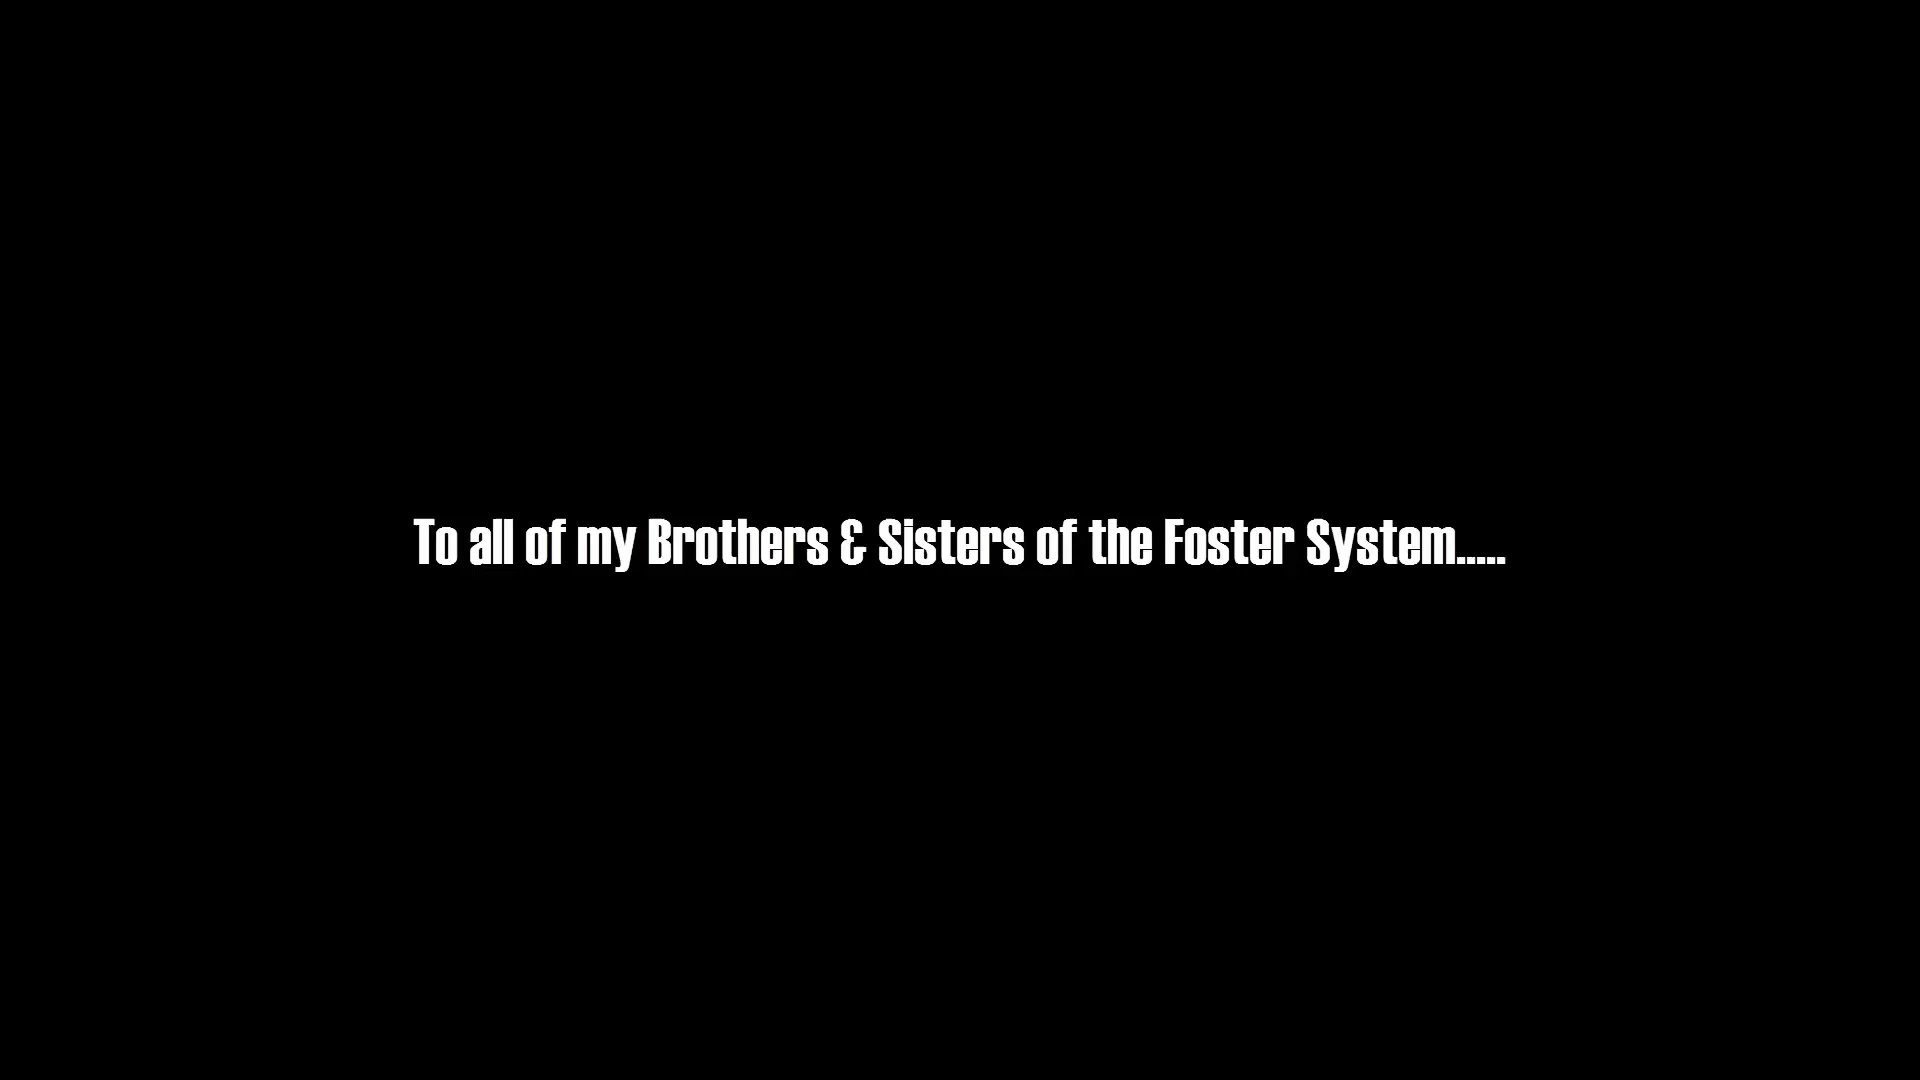 To all of my Brothers & Sisters of the Foster System.....